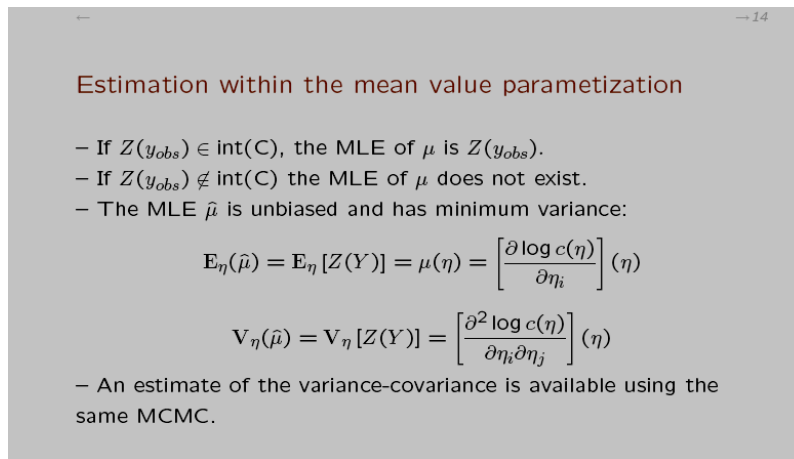 ← →14
Estimation within the mean value parametization
– If Z(y_obs) ∈ int(C), the MLE of μ is Z(y_obs).
– If Z(y_obs) ∉ int(C) the MLE of μ does not exist.
– The MLE μ̂ is unbiased and has minimum variance:
E_η(μ̂) = E_η [Z(Y)] = μ(η) = [∂ log c(η) / ∂η_i] (η)
V_η(μ̂) = V_η [Z(Y)] = [∂² log c(η) / ∂η_i∂η_j] (η)
– An estimate of the variance-covariance is available using the
same MCMC.